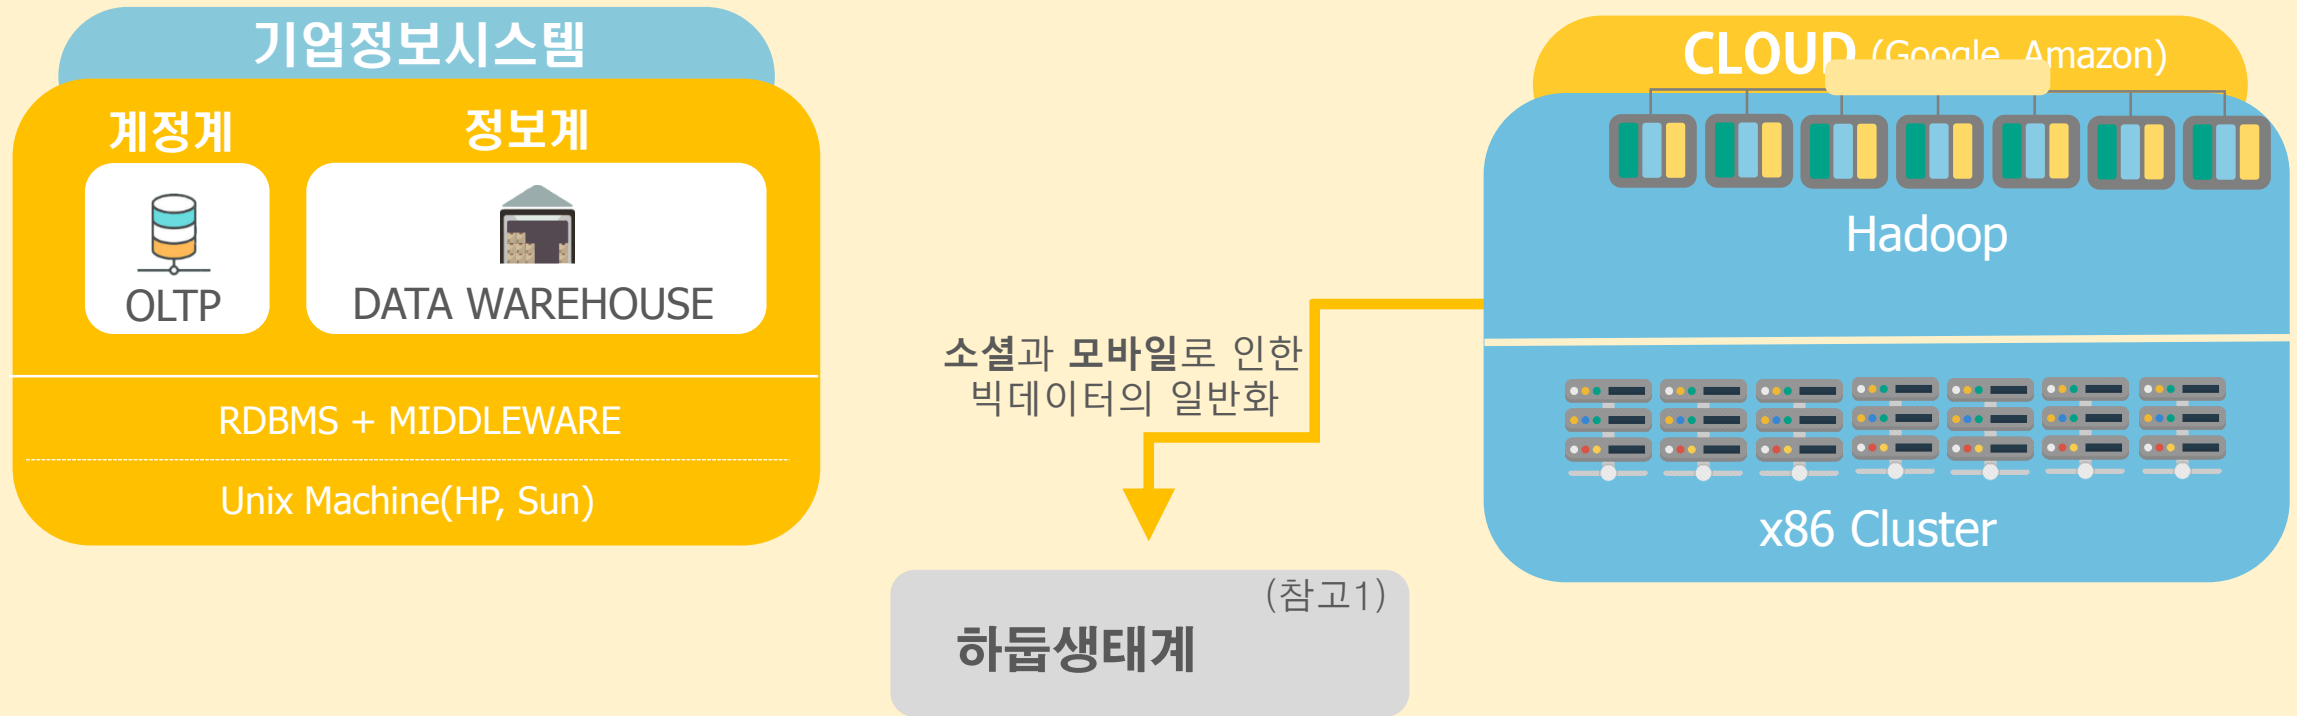 기업정보시스템
계정계
정보계
OLTP
DATA WAREHOUSE
RDBMS + MIDDLEWARE
Unix Machine(HP, Sun)
소셜과 모바일로 인한
빅데이터의 일반화
CLOUD (Google, Amazon)
Hadoop
x86 Cluster
(참고1)
하둡생태계